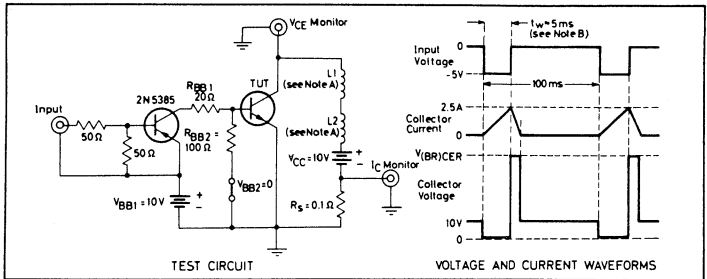 VCE Monitor
L1
(see Note A)
L2
(see Note A)
VCC = 10V
IC Monitor
RS = 0.1 Ω
TUT
RBB1
20Ω
2N5385
Input
50Ω
50Ω
RBB2 =
100Ω
VBB2 = 0
VBB1 = 10V
+
-
+
-
TEST CIRCUIT
tw ≈ 5ms
(see Note B)
Input
Voltage
0
-5V
100ms
2.5A
Collector
Current
0
V(BR)CER
Collector
Voltage
10V
0
VOLTAGE AND CURRENT WAVEFORMS